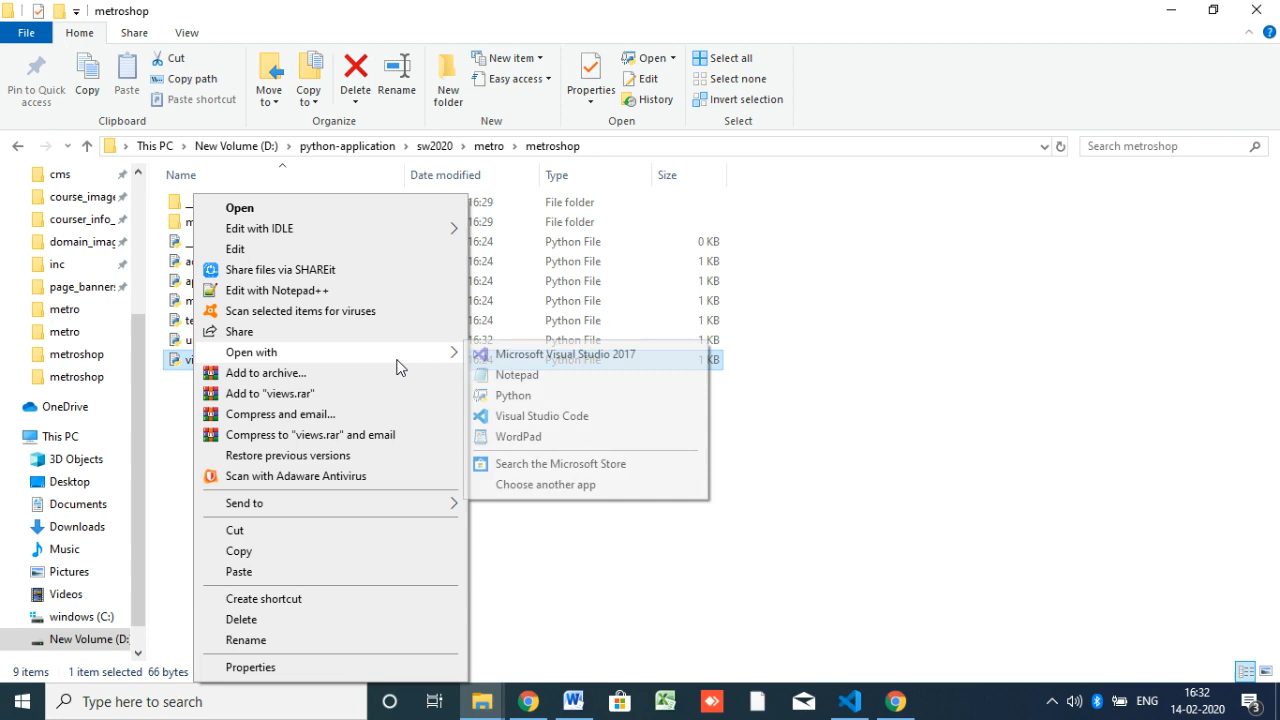 metroshop
File Home Share View
Pin to Quick access
Copy
Paste
Cut
Copy path
Paste shortcut
Clipboard
Move to
Copy to
Delete
Rename
Organize
New folder
New item
Easy access
New
Properties
Open
Edit
History
Open
Select all
Select none
Invert selection
Select
This PC > New Volume (D:) > python-application > sw2020 > metro > metroshop
Search metroshop
Name Date modified Type Size
cms
course_image
courser_info_
domain_imag
inc
page_banner
metro
metro
metroshop
metroshop
OneDrive
This PC
3D Objects
Desktop
Documents
Downloads
Music
Pictures
Videos
windows (C:)
New Volume (D:
16:29 File folder
16:29 File folder
16:24 Python File 0 KB
16:24 Python File 1 KB
16:24 Python File 1 KB
16:24 Python File 1 KB
16:24 Python File 1 KB
16:32 Python File 1 KB
Python File 1 KB
Open
Edit with IDLE
Edit
Share files via SHAREit
Edit with Notepad++
Scan selected items for viruses
Share
Open with
Add to archive...
Add to "views.rar"
Compress and email...
Compress to "views.rar" and email
Restore previous versions
Scan with Adaware Antivirus
Send to
Cut
Copy
Paste
Create shortcut
Delete
Rename
Properties
Microsoft Visual Studio 2017
Notepad
Python
Visual Studio Code
WordPad
Search the Microsoft Store
Choose another app
9 items 1 item selected 66 bytes
Type here to search
ENG
16:32
14-02-2020
3